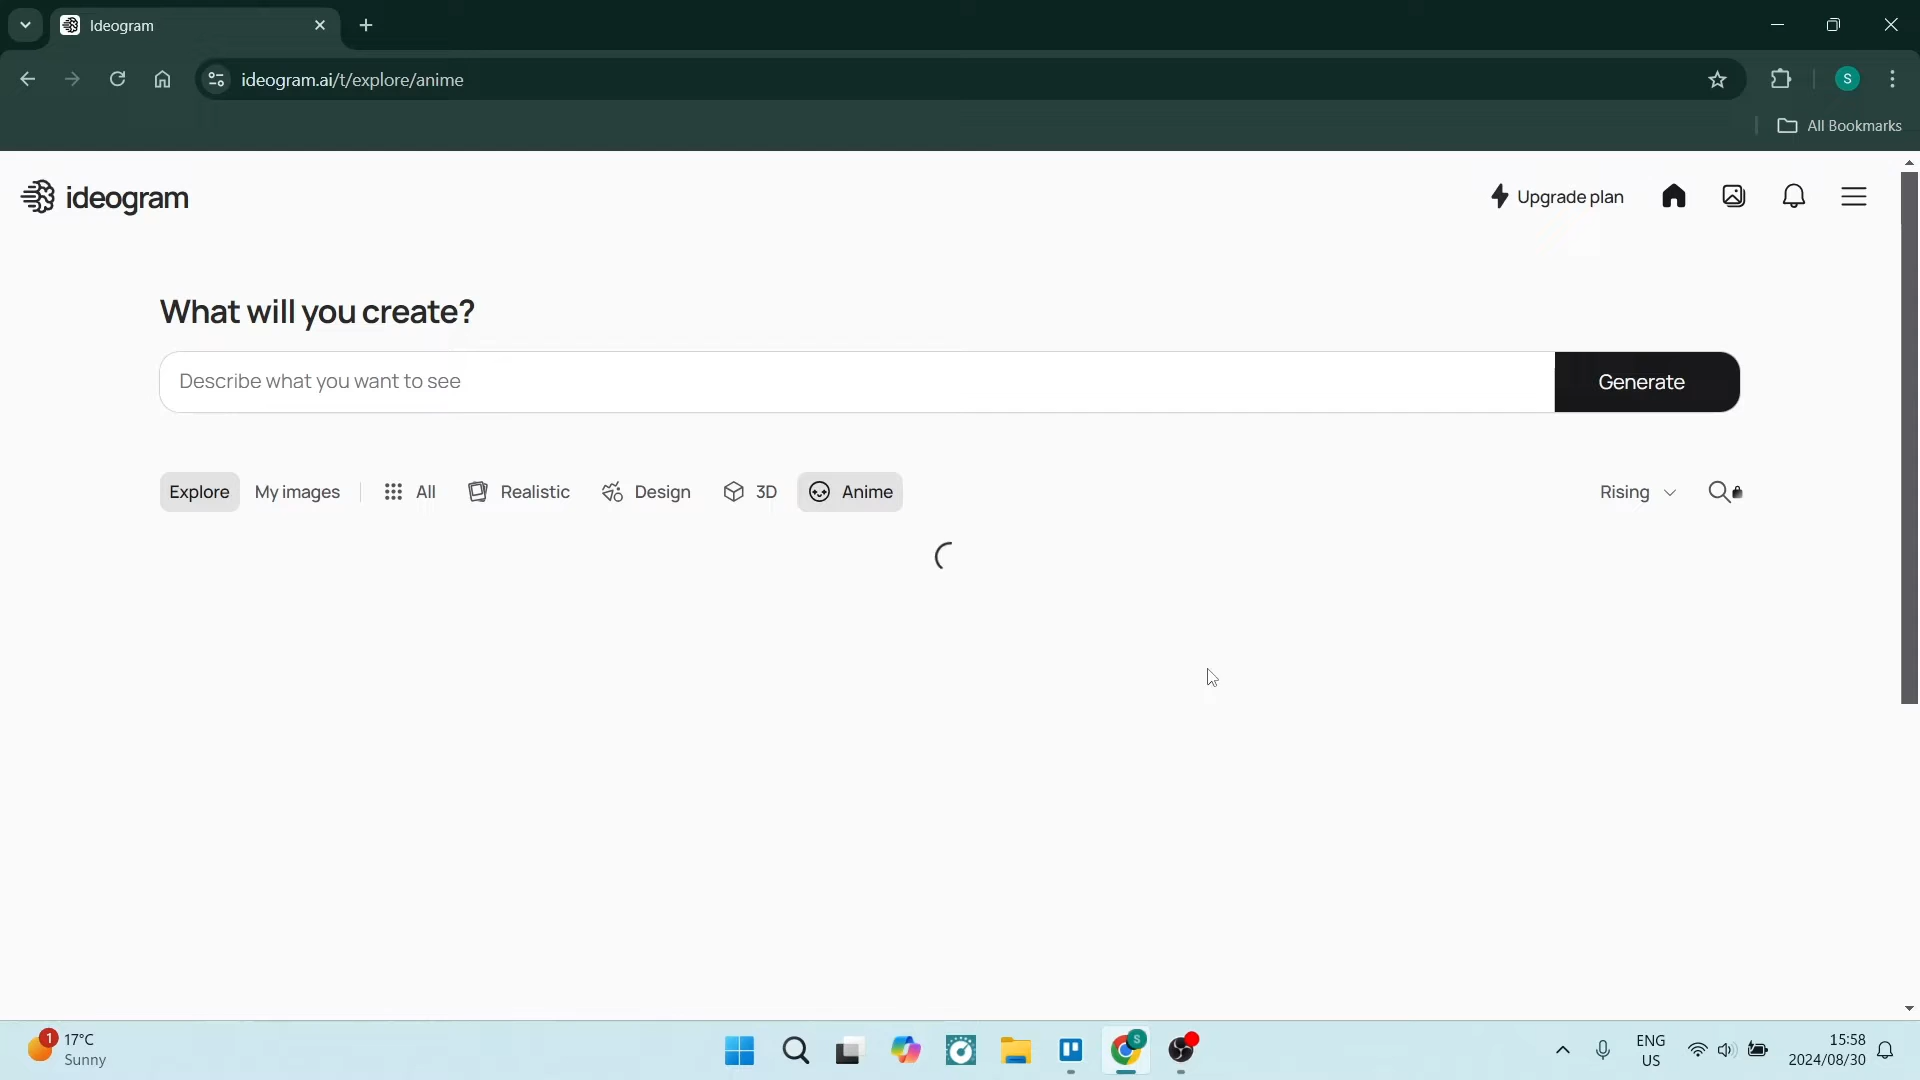 Ideogram
ideogram.ai/t/explore/anime
S
All Bookmarks
ideogram
Upgrade plan
What will you create?
Describe what you want to see
Generate
Explore
My images
All
Realistic
Design
3D
Anime
Rising
1
17°C
Sunny
S
ENG
US
15:58
2024/08/30